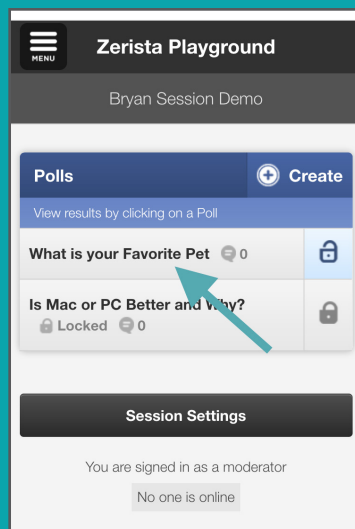 MENU
Zerista Playground
Bryan Session Demo
Polls
Create
View results by clicking on a Poll
What is your Favorite Pet 0
Is Mac or PC Better and Why?
Locked 0
Session Settings
You are signed in as a moderator
No one is online